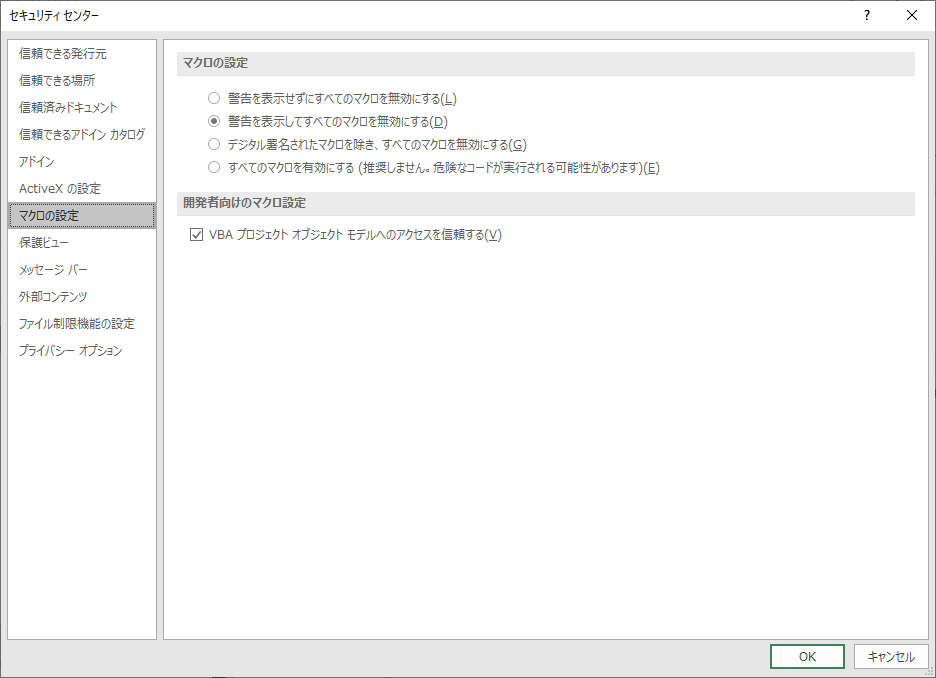 セキュリティ センター
?
信頼できる発行元
信頼できる場所
信頼済みドキュメント
信頼できるアドイン カタログ
アドイン
ActiveX の設定
マクロの設定
保護ビュー
メッセージ バー
外部コンテンツ
ファイル制限機能の設定
プライバシー オプション
マクロの設定
警告を表示せずにすべてのマクロを無効にする(L)
警告を表示してすべてのマクロを無効にする(D)
デジタル署名されたマクロを除き、すべてのマクロを無効にする(G)
すべてのマクロを有効にする (推奨しません。危険なコードが実行される可能性があります)(E)
開発者向けのマクロ設定
VBA プロジェクト オブジェクト モデルへのアクセスを信頼する(V)
OK
キャンセル